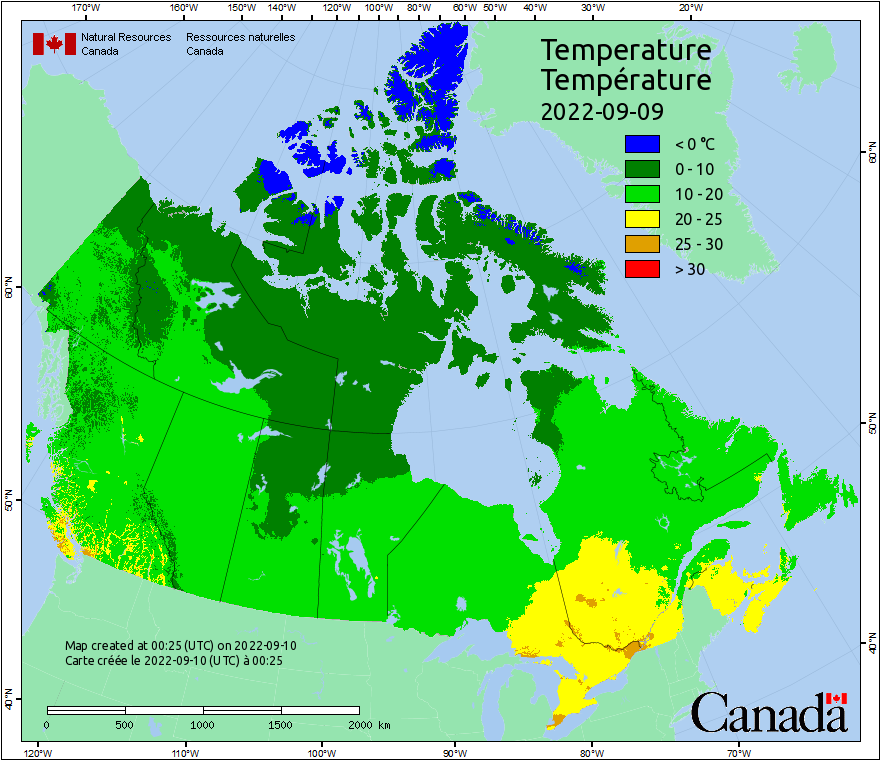 170°W 160°W 150°W 140°W 130°W 120°W 110°W 100°W 90°W 80°W 60°W 50°W 40°W 30°W 20°W
Natural Resources Ressources naturelles
Canada Canada
Temperature
Température
2022-09-09
< 0 °C
0 - 10
10 - 20
20 - 25
25 - 30
> 30
60°N
60°N
50°N
50°N
40°N
40°N
Map created at 00:25 (UTC) on 2022-09-10
Carte créée le 2022-09-10 (UTC) à 00:25
0 500 1000 1500 2000 km
Canada
120°W 110°W 100°W 90°W 80°W 70°W